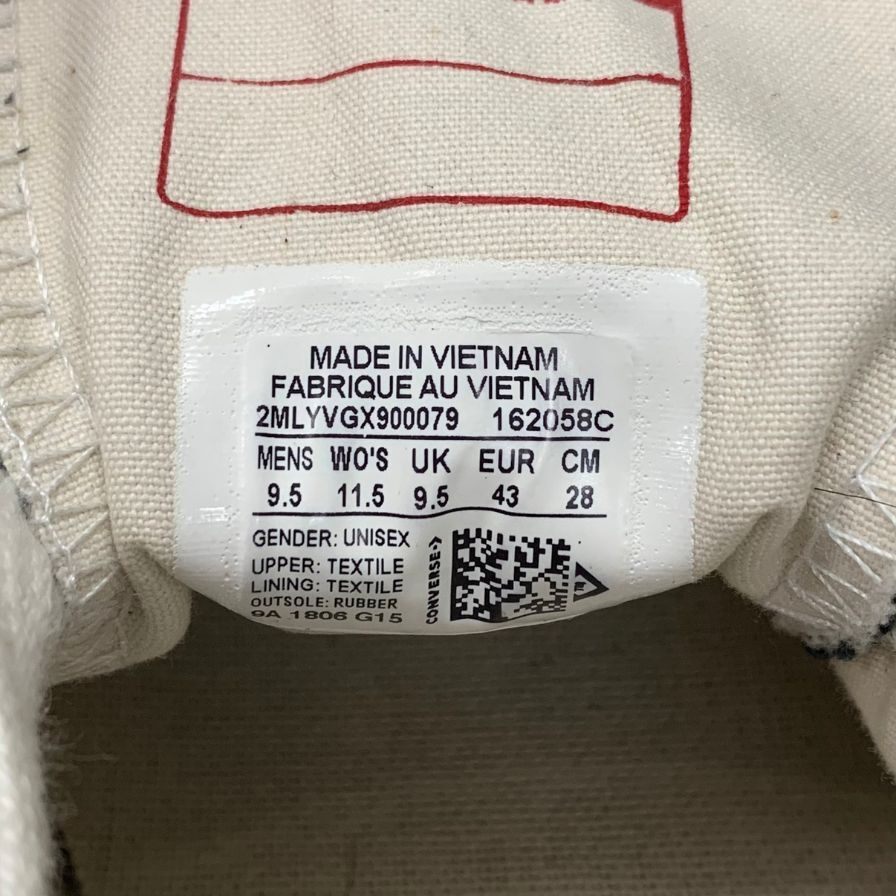 MADE IN VIETNAM
FABRIQUE AU VIETNAM
2MLYVGX900079 162058C
MENS WO'S UK EUR CM
9.5 11.5 9.5 43 28
GENDER: UNISEX
UPPER: TEXTILE
LINING: TEXTILE
OUTSOLE: RUBBER
9A 1806 G15
CONVERSE